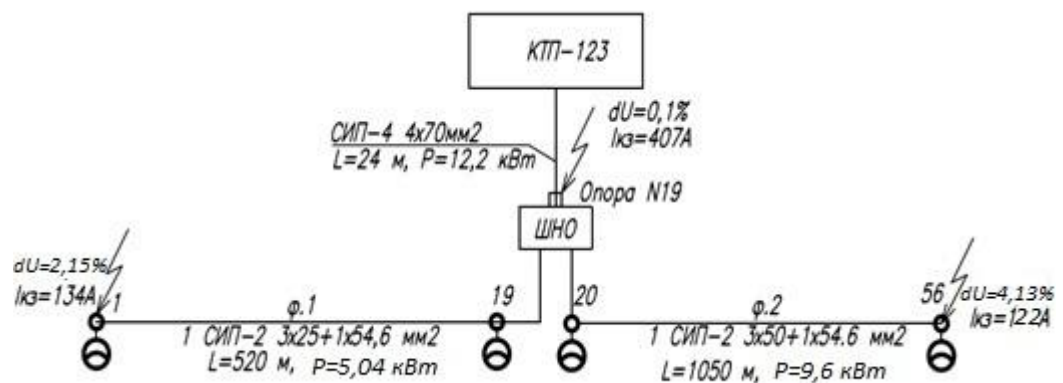 КТП-123
dU=0,1%
Iкз=407А
СИП-4 4х70мм2
L=24 м, P=12,2 кВт
Опора N19
ШНО
dU=2,15%
Iкз=134А
1
19
20
56
dU=4,13%
Iкз=122А
ф.1
ф.2
1 СИП-2 3х25+1х54,6 мм2
L=520 м, P=5,04 кВт
1 СИП-2 3х50+1х54.6 мм2
L=1050 м, P=9,6 кВт